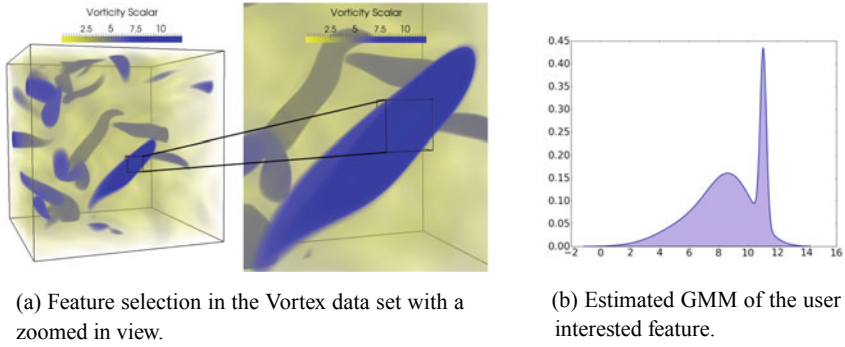 Vorticity Scalar
2.5 5 7.5 10
Vorticity Scalar
2.5 5 7.5 10
0.45
0.40
0.35
0.30
0.25
0.20
0.15
0.10
0.05
0.00
−2 0 2 4 6 8 10 12 14 16
(a) Feature selection in the Vortex data set with a
zoomed in view.
(b) Estimated GMM of the user
interested feature.